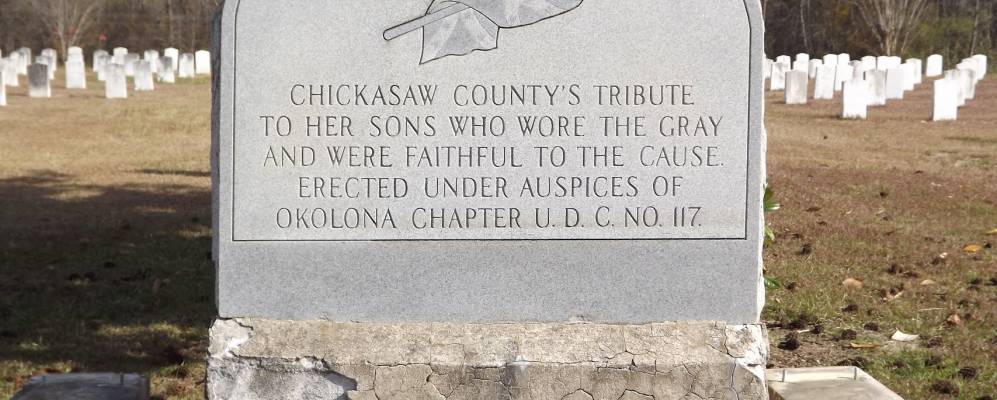 CHICKASAW COUNTY'S TRIBUTE
TO HER SONS WHO WORE THE GRAY
AND WERE FAITHFUL TO THE CAUSE.
ERECTED UNDER AUSPICES OF
OKOLONA CHAPTER U. D. C. NO. 117.